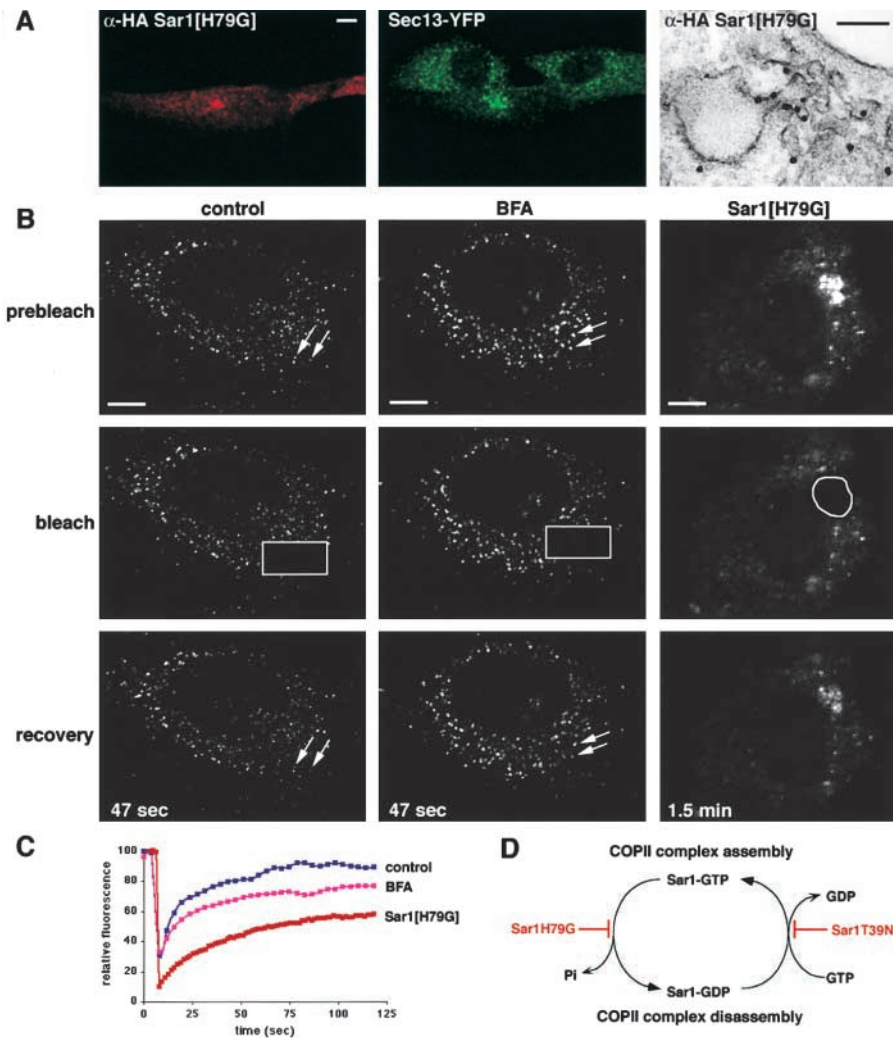 A
α-HA Sar1[H79G]
Sec13-YFP
α-HA Sar1[H79G]
B
control
BFA
Sar1[H79G]
prebleach
bleach
recovery
47 sec
47 sec
1.5 min
C
relative fluorescence
100
80
60
40
20
0
0
25
50
75
100
125
time (sec)
control
BFA
Sar1[H79G]
D
COPII complex assembly
Sar1-GTP
GDP
Sar1H79G
Sar1T39N
Pi
Sar1-GDP
GTP
COPII complex disassembly